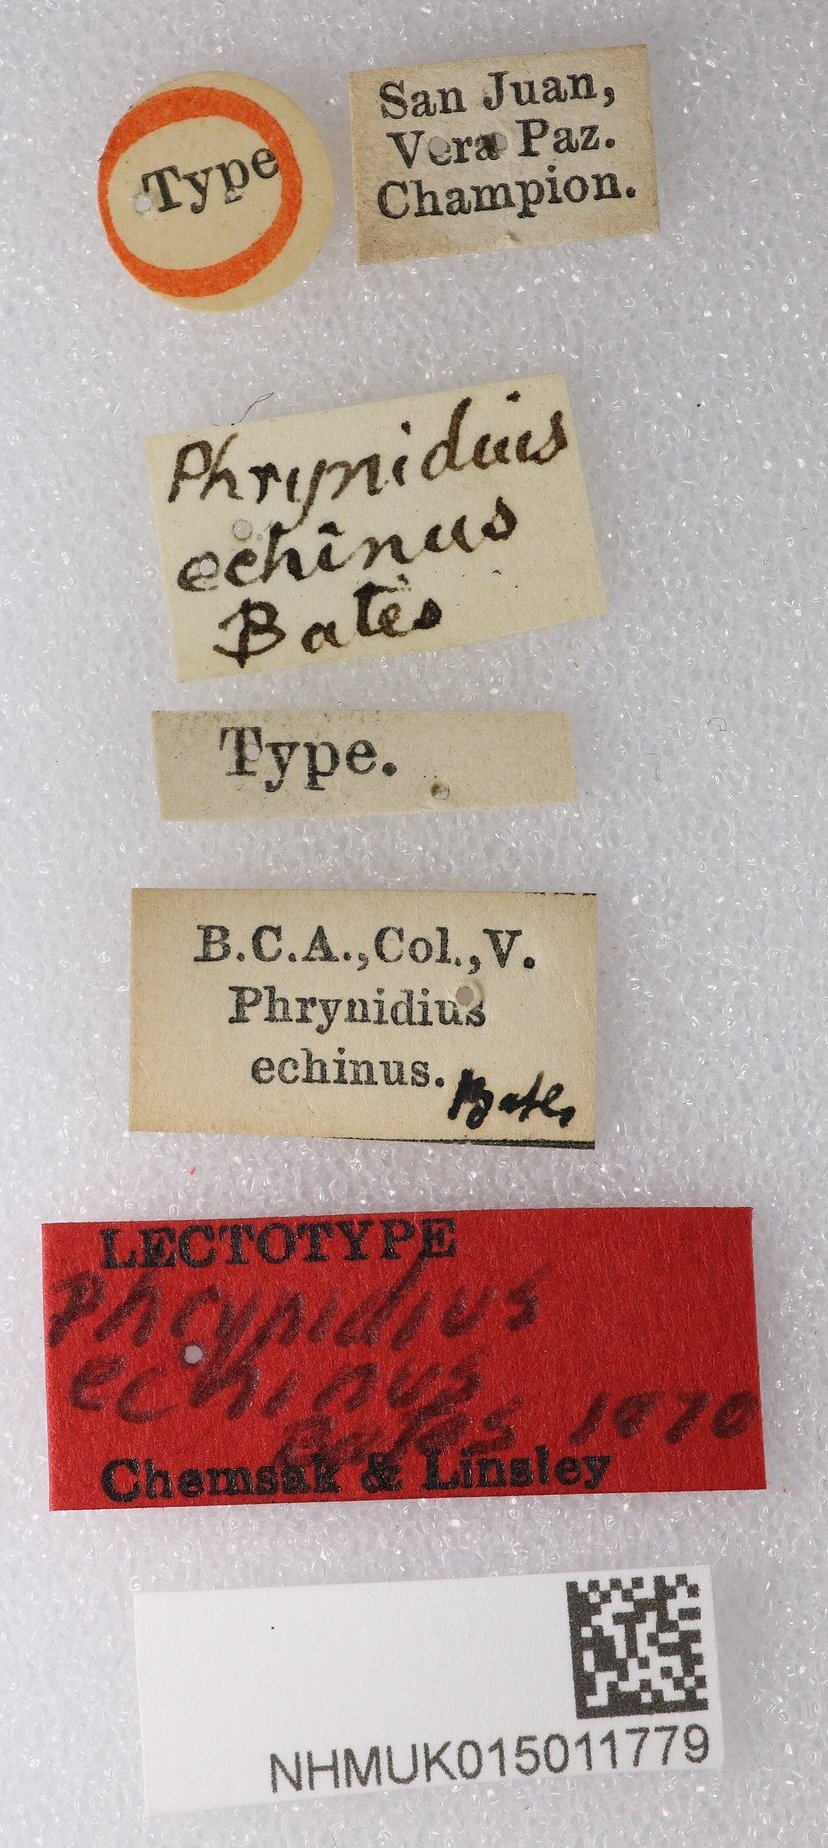 Type
San Juan,
Vera Paz.
Champion.
Phrynidius
echinus
Bates
Type.
B.C.A.,Col.,V.
Phrynidius
echinus.
Bates
LECTOTYPE
Phrynidius
echinus
Bates 1870
Chemsak & Linsley
NHMUK015011779